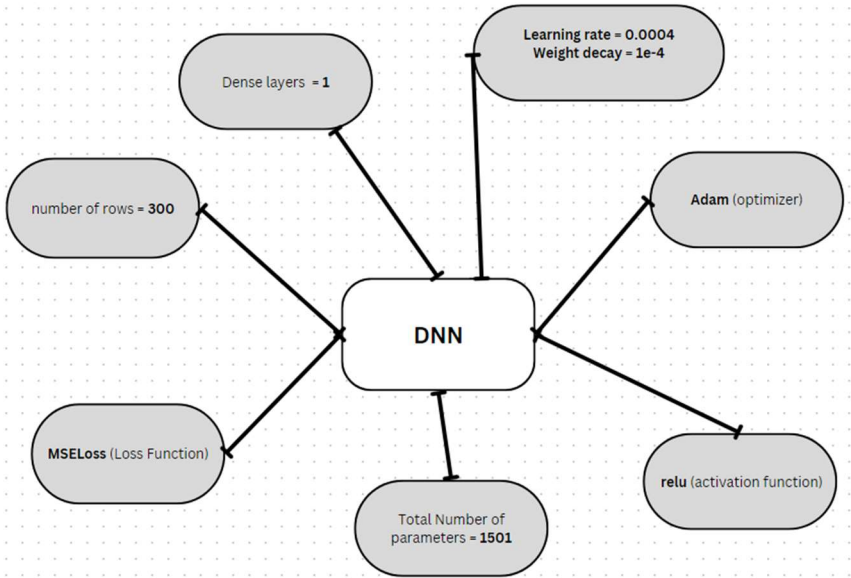 Learning rate = 0.0004
Weight decay = 1e-4
Dense layers = 1
number of rows = 300
Adam (optimizer)
DNN
MSELoss (Loss Function)
relu (activation function)
Total Number of
parameters = 1501